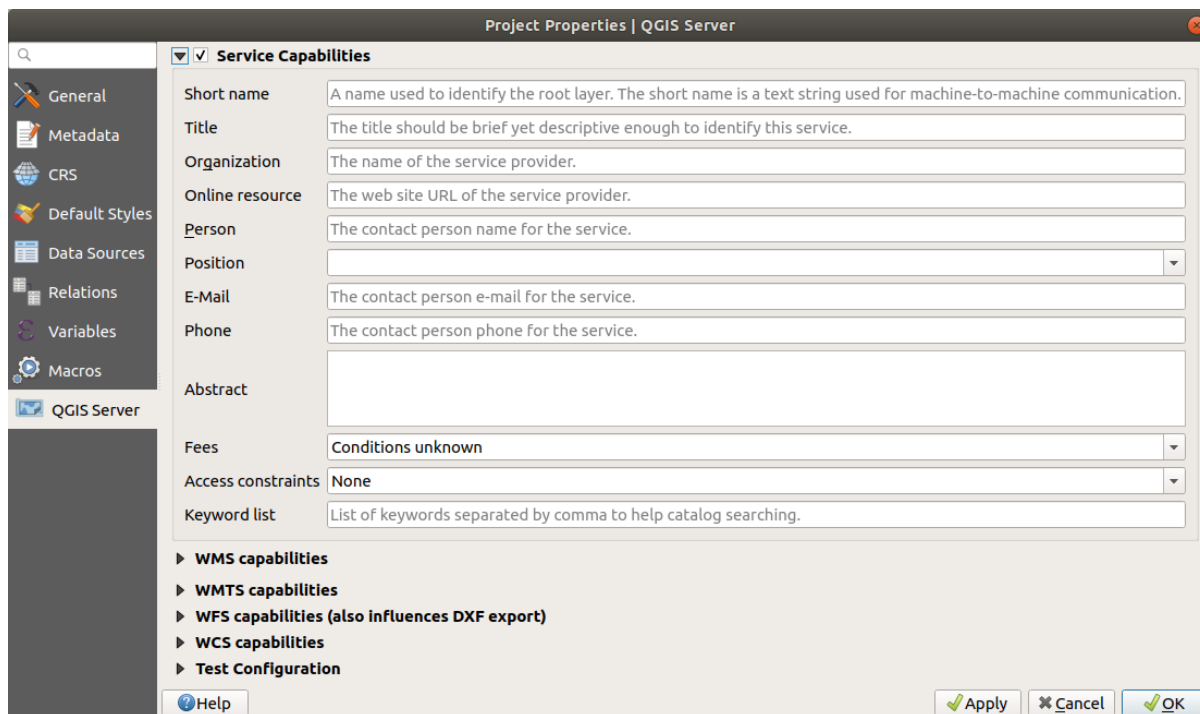 Project Properties | QGIS Server
General
Metadata
CRS
Default Styles
Data Sources
Relations
Variables
Macros
QGIS Server
Service Capabilities
Short name A name used to identify the root layer. The short name is a text string used for machine-to-machine communication.
Title The title should be brief yet descriptive enough to identify this service.
Organization The name of the service provider.
Online resource The web site URL of the service provider.
Person The contact person name for the service.
Position
E-Mail The contact person e-mail for the service.
Phone The contact person phone for the service.
Abstract
Fees Conditions unknown
Access constraints None
Keyword list List of keywords separated by comma to help catalog searching.
WMS capabilities
WMTS capabilities
WFS capabilities (also influences DXF export)
WCS capabilities
Test Configuration
Help Apply Cancel OK